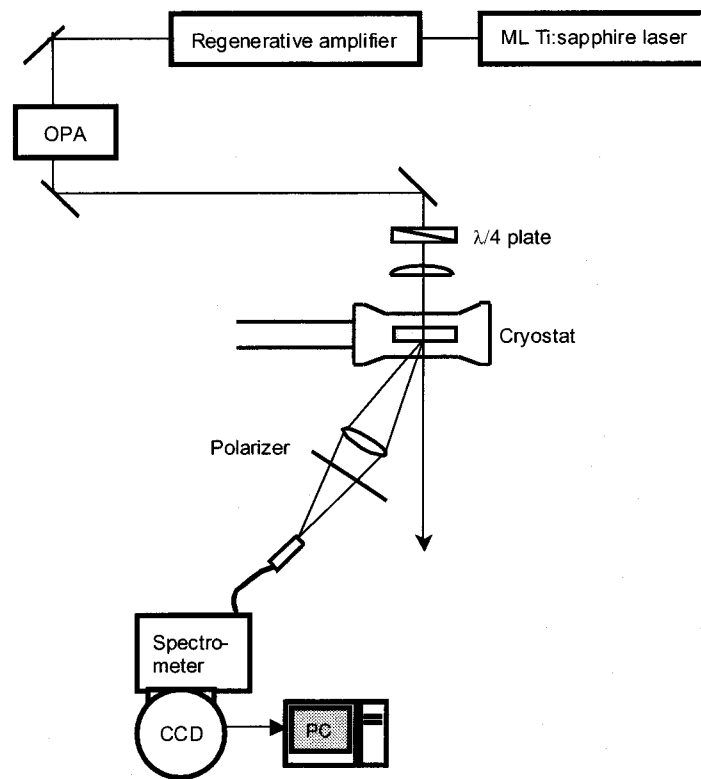 Regenerative amplifier
ML Ti:sapphire laser
OPA
λ/4 plate
Cryostat
Polarizer
Spectro-
meter
CCD
PC